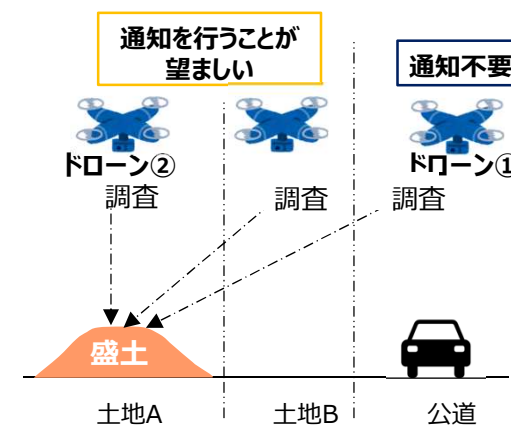 通知を行うことが
望ましい
通知不要
ドローン②
ドローン①
調査
調査
調査
盛土
土地A
土地B
公道